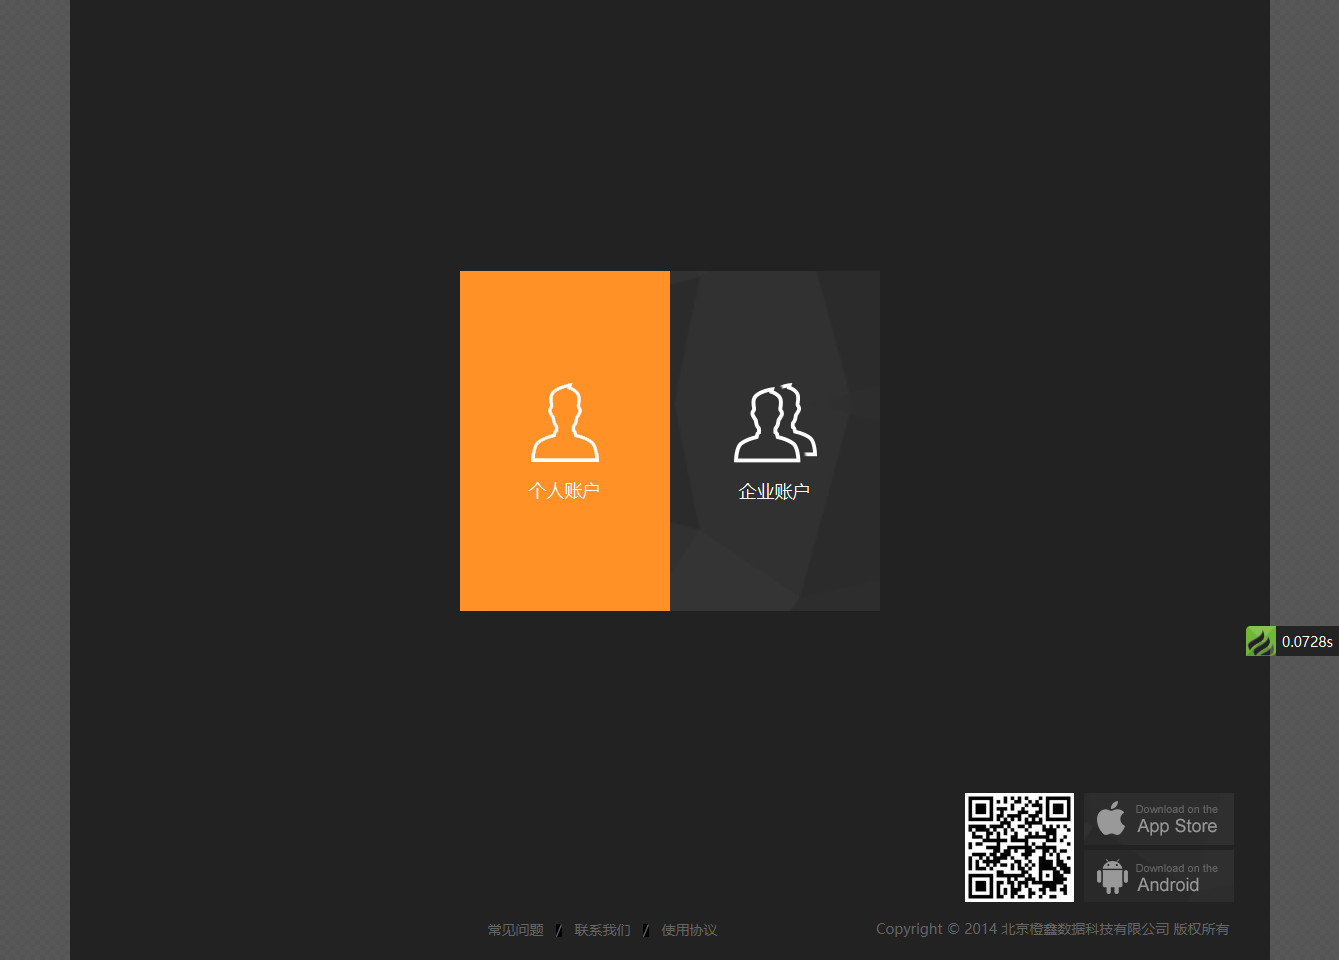 个人账户
企业账户
0.0728s
Download on the
App Store
Download on the
Android
常见问题 / 联系我们 / 使用协议
Copyright © 2014 北京橙鑫数据科技有限公司 版权所有